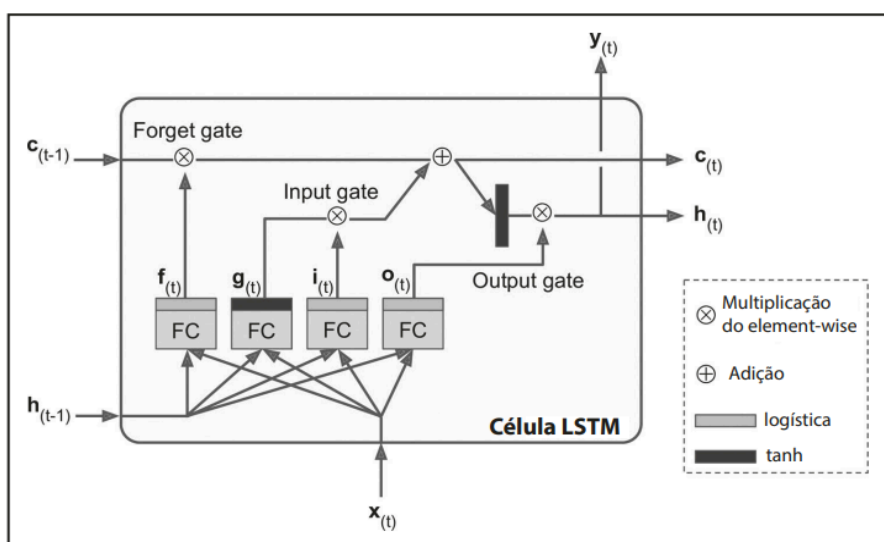 y(t)
Forget gate
c(t-1)
c(t)
Input gate
h(t)
f(t)
g(t)
i(t)
o(t)
Output gate
FC
FC
FC
FC
h(t-1)
Célula LSTM
x(t)
Multiplicação
do element-wise
Adição
logística
tanh